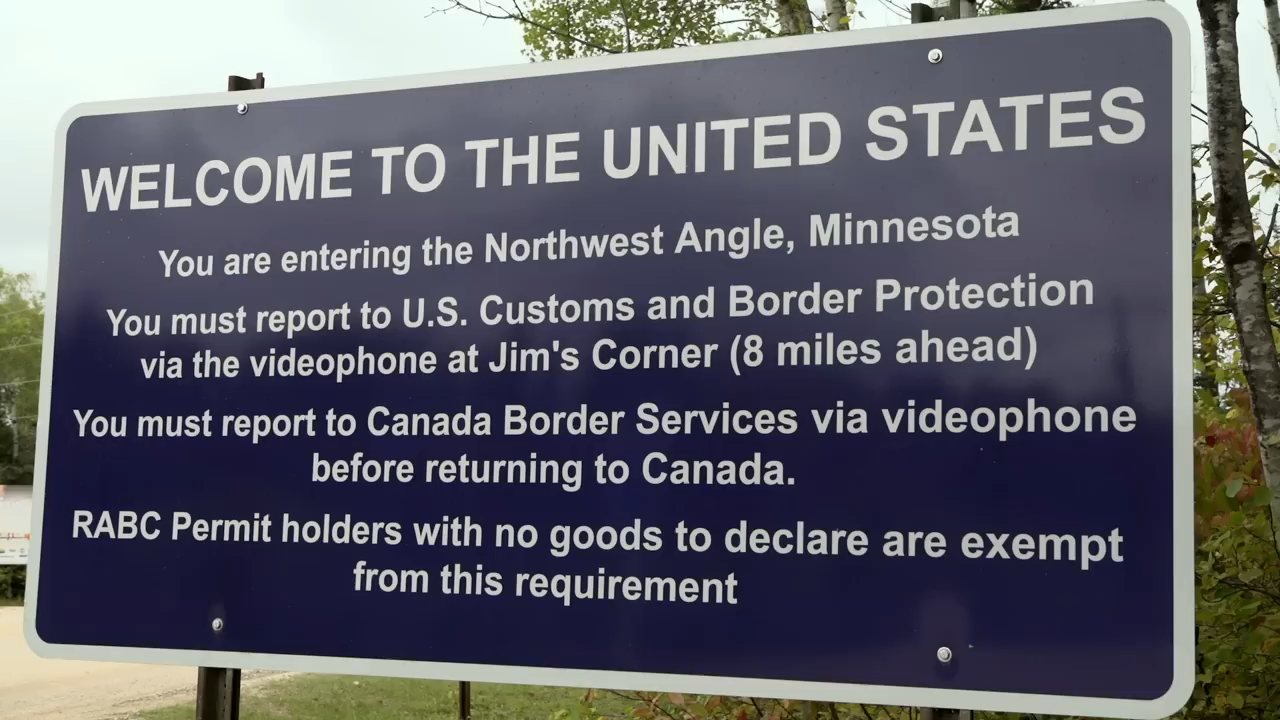 WELCOME TO THE UNITED STATES
You are entering the Northwest Angle, Minnesota
You must report to U.S. Customs and Border Protection
via the videophone at Jim's Corner (8 miles ahead)
You must report to Canada Border Services via videophone
before returning to Canada.
RABC Permit holders with no goods to declare are exempt
from this requirement